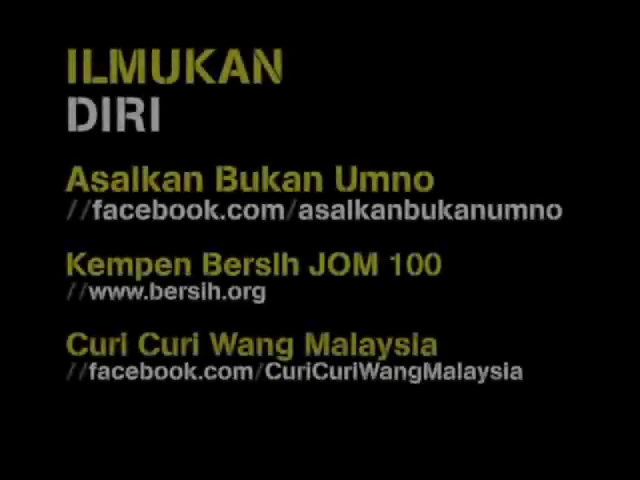 ILMUKAN
DIRI
Asalkan Bukan Umno
//facebook.com/asalkanbukanumno
Kempen Bersih JOM 100
//www.bersih.org
Curi Curi Wang Malaysia
//facebook.com/CuriCuriWangMalaysia